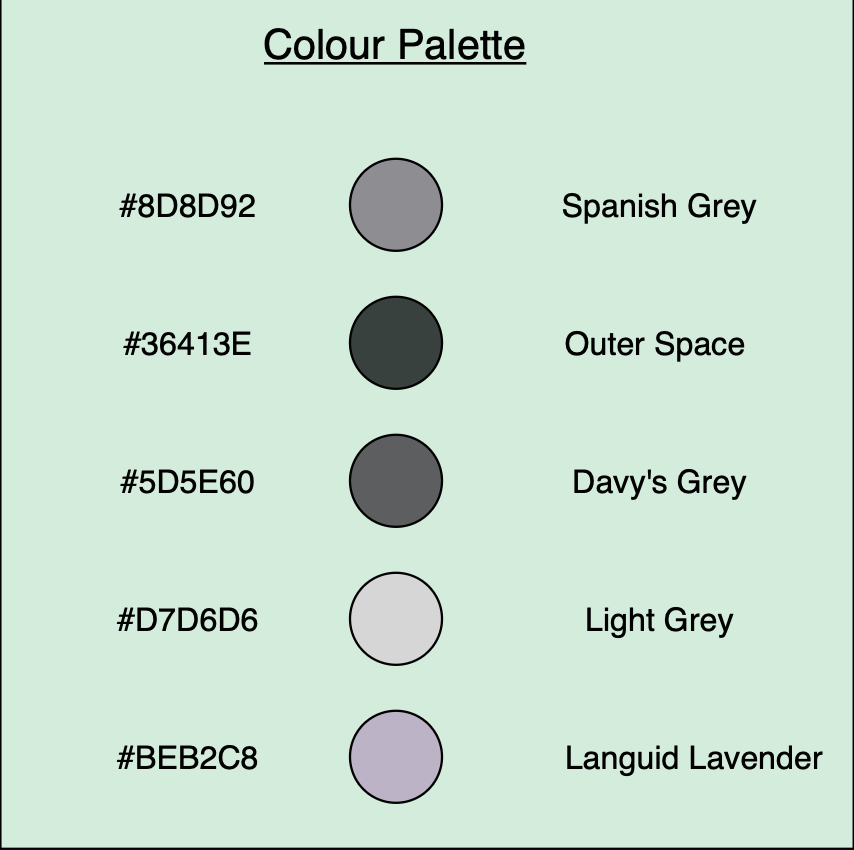 Colour Palette
#8D8D92 Spanish Grey
#36413E Outer Space
#5D5E60 Davy's Grey
#D7D6D6 Light Grey
#BEB2C8 Languid Lavender